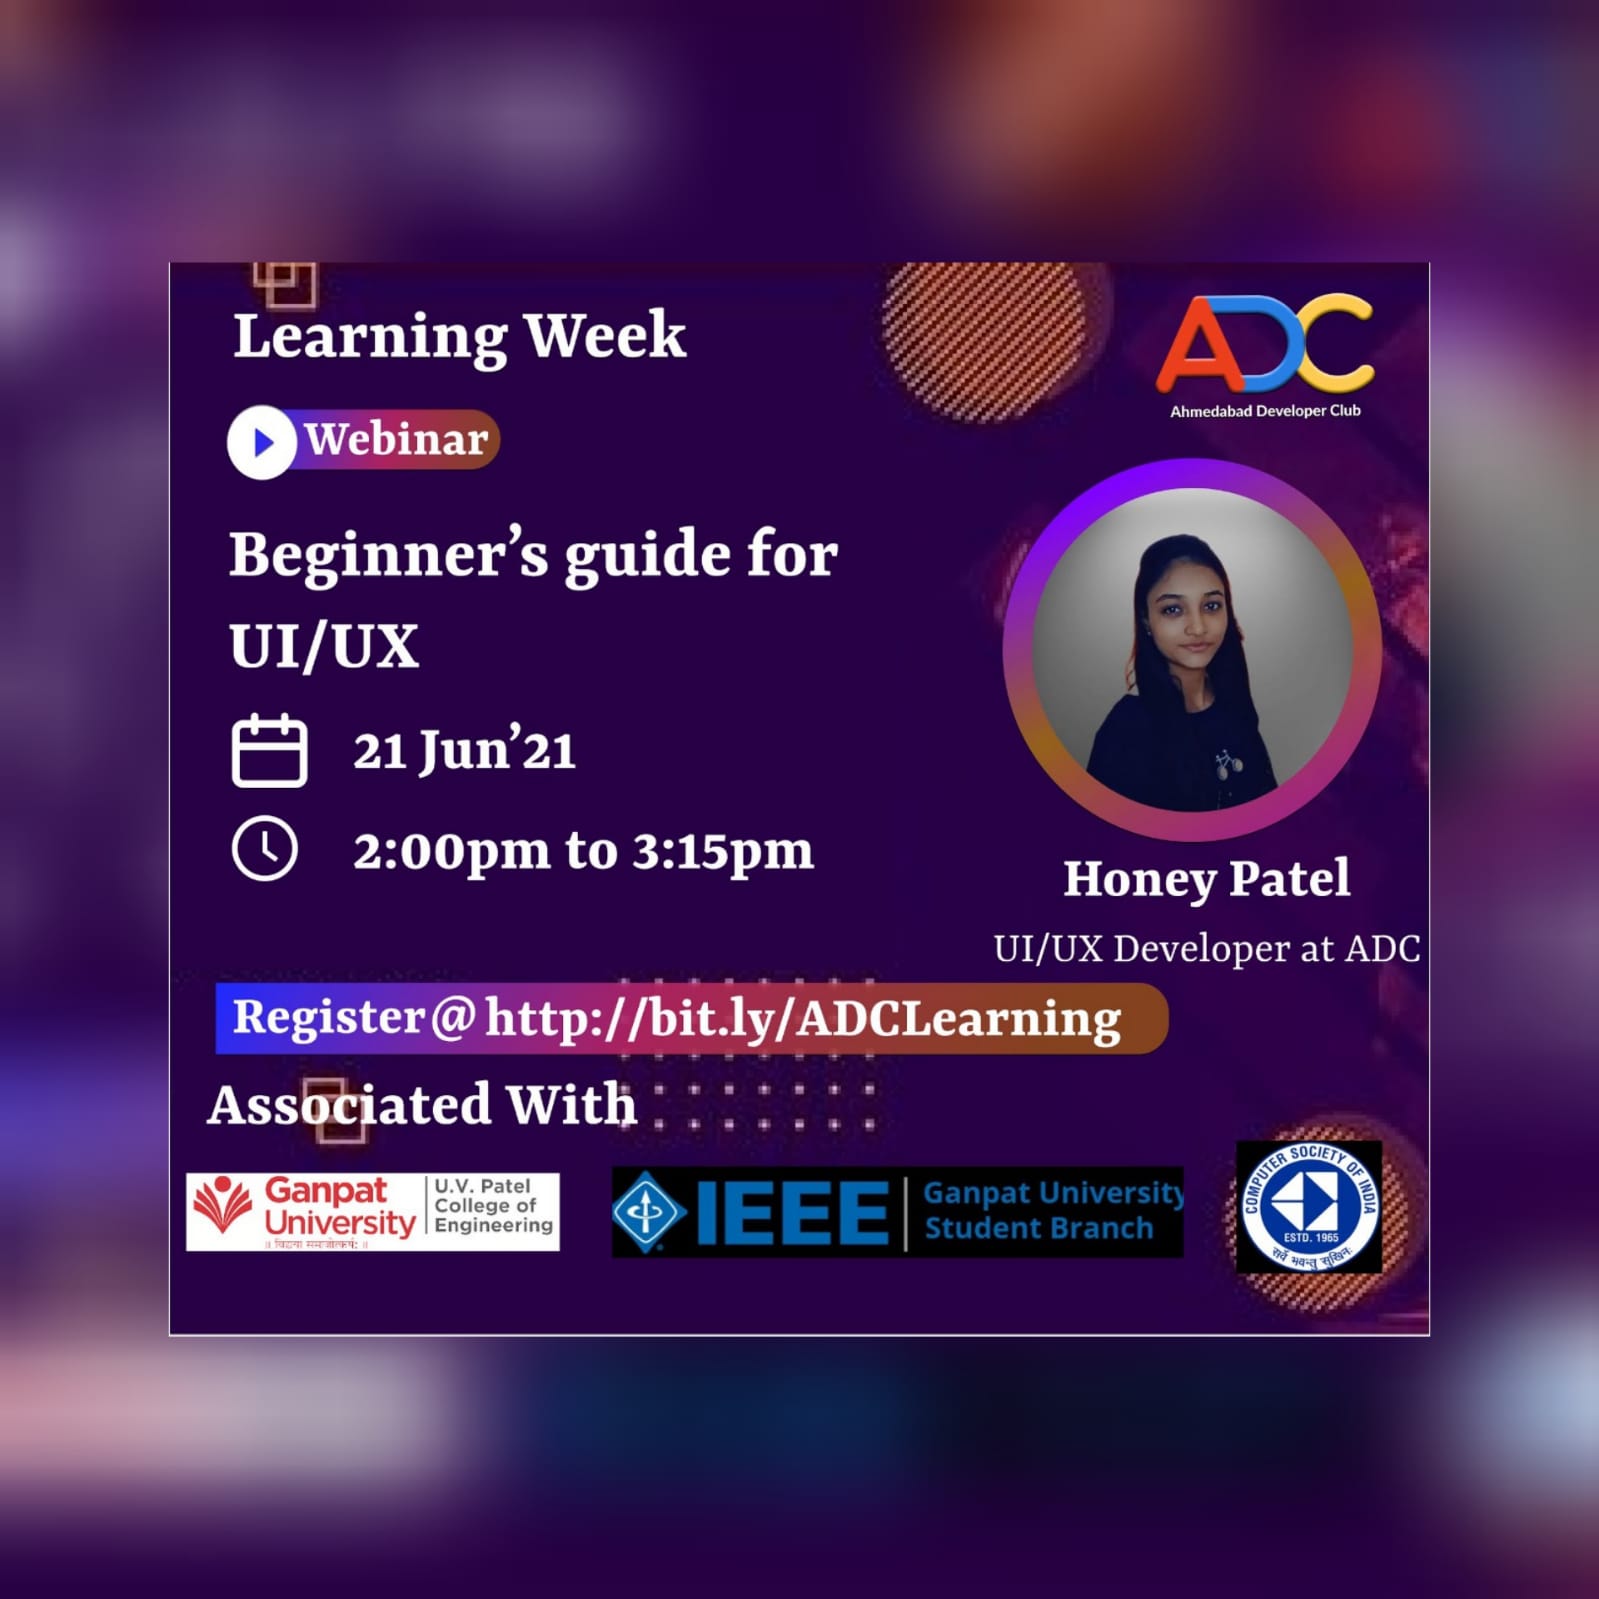 Learning Week
ADC
Ahmedabad Developer Club
Webinar
Beginner’s guide for
UI/UX
21 Jun’21
2:00pm to 3:15pm
Honey Patel
UI/UX Developer at ADC
Register@ http://bit.ly/ADCLearning
Associated With
Ganpat
University
॥ विद्यया समाजोत्कर्ष: ॥
U.V. Patel
College of
Engineering
IEEE
Ganpat University
Student Branch
COMPUTER SOCIETY OF INDIA
ESTD. 1965
सर्वे भवन्तु सुखिनः